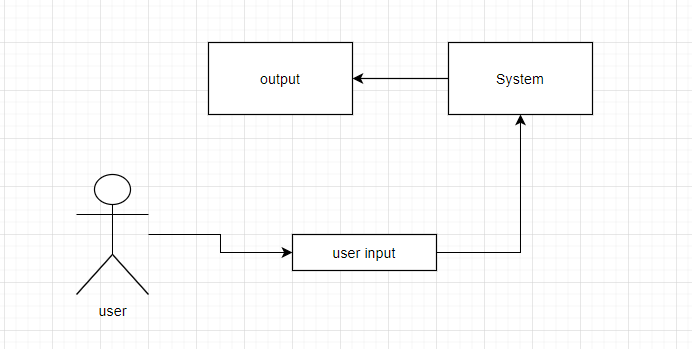 output
System
user input
user